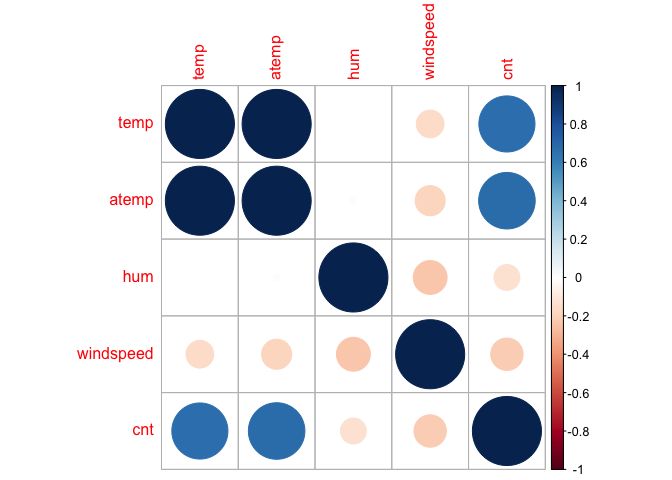 temp
atemp
hum
windspeed
cnt
temp
atemp
hum
windspeed
cnt
1
0.8
0.6
0.4
0.2
0
-0.2
-0.4
-0.6
-0.8
-1